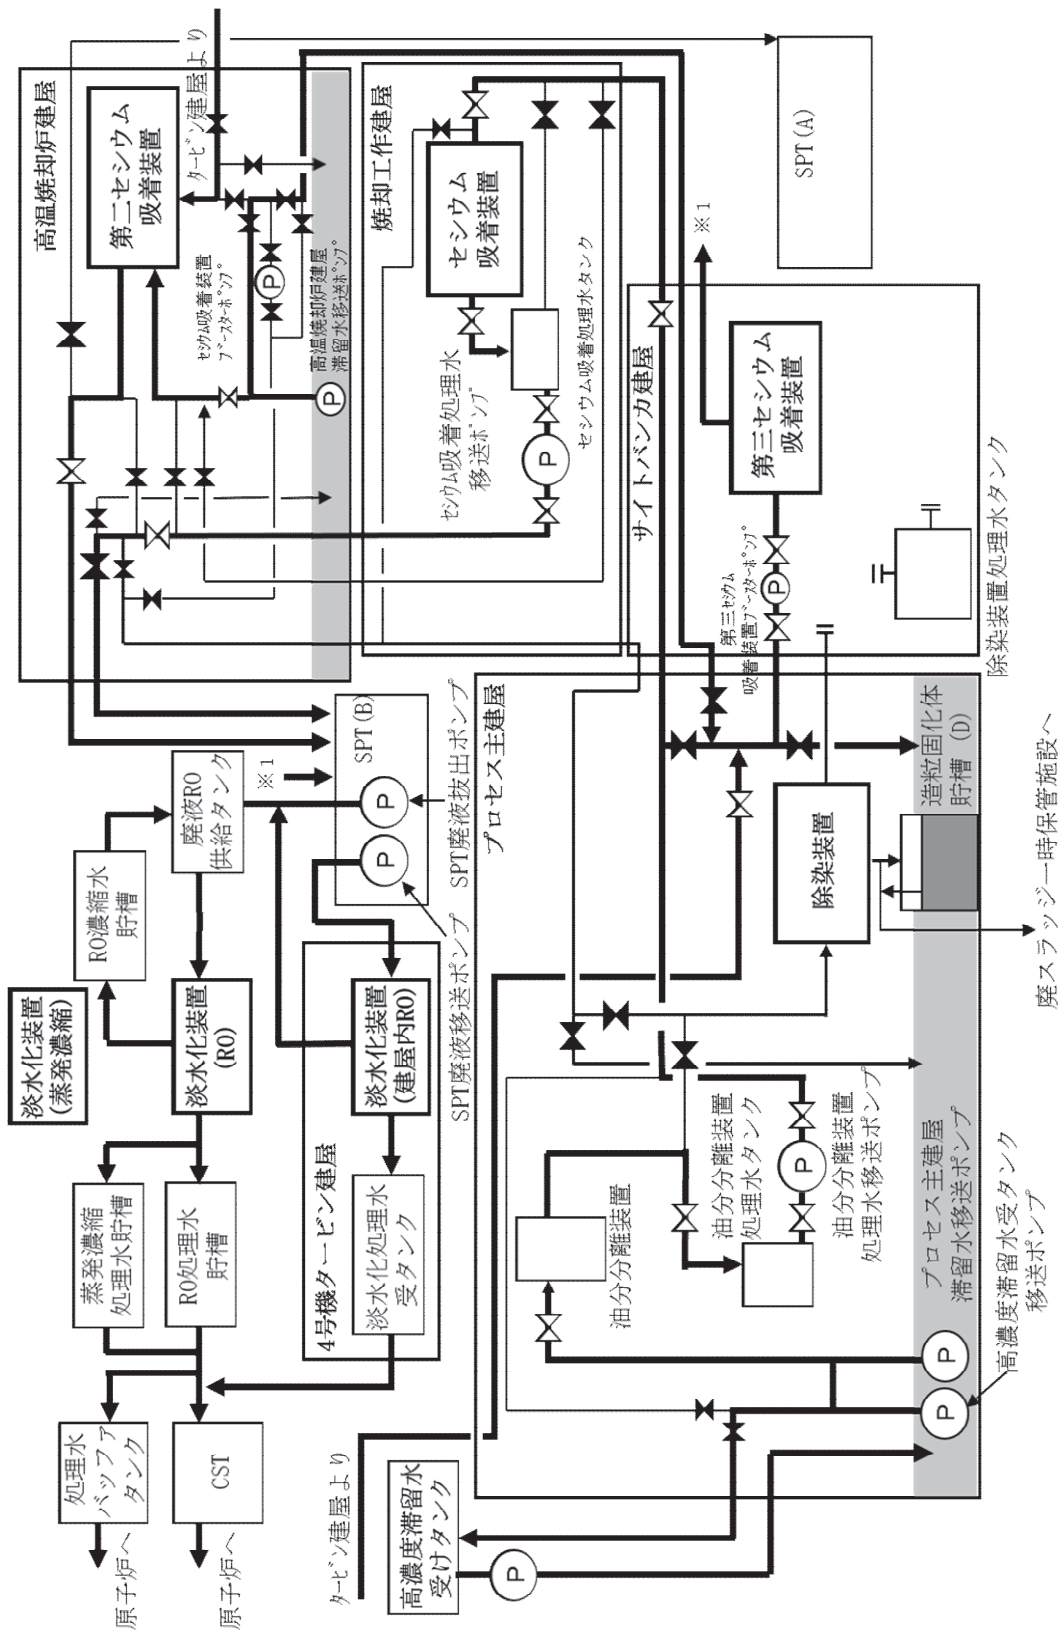 原子炉へ
原子炉へ
処理水
バッファ
タンク
CST
蒸発濃縮
処理水貯槽
RO処理水
貯槽
淡水化装置
(蒸発濃縮)
淡水化装置
(RO)
RO濃縮水
貯槽
廃液RO
供給タンク
※1
4号機タービン建屋
淡水化処理水
受タンク
淡水化装置
(建屋内RO)
SPT(B)
P
P
SPT廃液移送ポンプ
SPT廃液抜出ポンプ
高温焼却炉建屋
第二セシウム
吸着装置
タービン建屋より
セシウム吸着装置
ブースターポンプ
P
高温焼却炉建屋
滞留水移送ポンプ
P
焼却工作建屋
セシウム
吸着装置
セシウム吸着処理水
移送ポンプ
P
セシウム吸着処理水タンク
SPT(A)
サイトバンカ建屋
※1
第三セシウム
吸着装置
第三セシウム
吸着装置ブースターポンプ
P
除染装置処理水タンク
タービン建屋より
高濃度滞留水
受けタンク
P
プロセス主建屋
油分分離装置
油分分離装置
処理水タンク
P
油分分離装置
処理水移送ポンプ
除染装置
造粒固化体
貯槽(D)
プロセス主建屋
滞留水移送ポンプ
P
P
高濃度滞留水受タンク
移送ポンプ
廃スラッジ一時保管施設へ